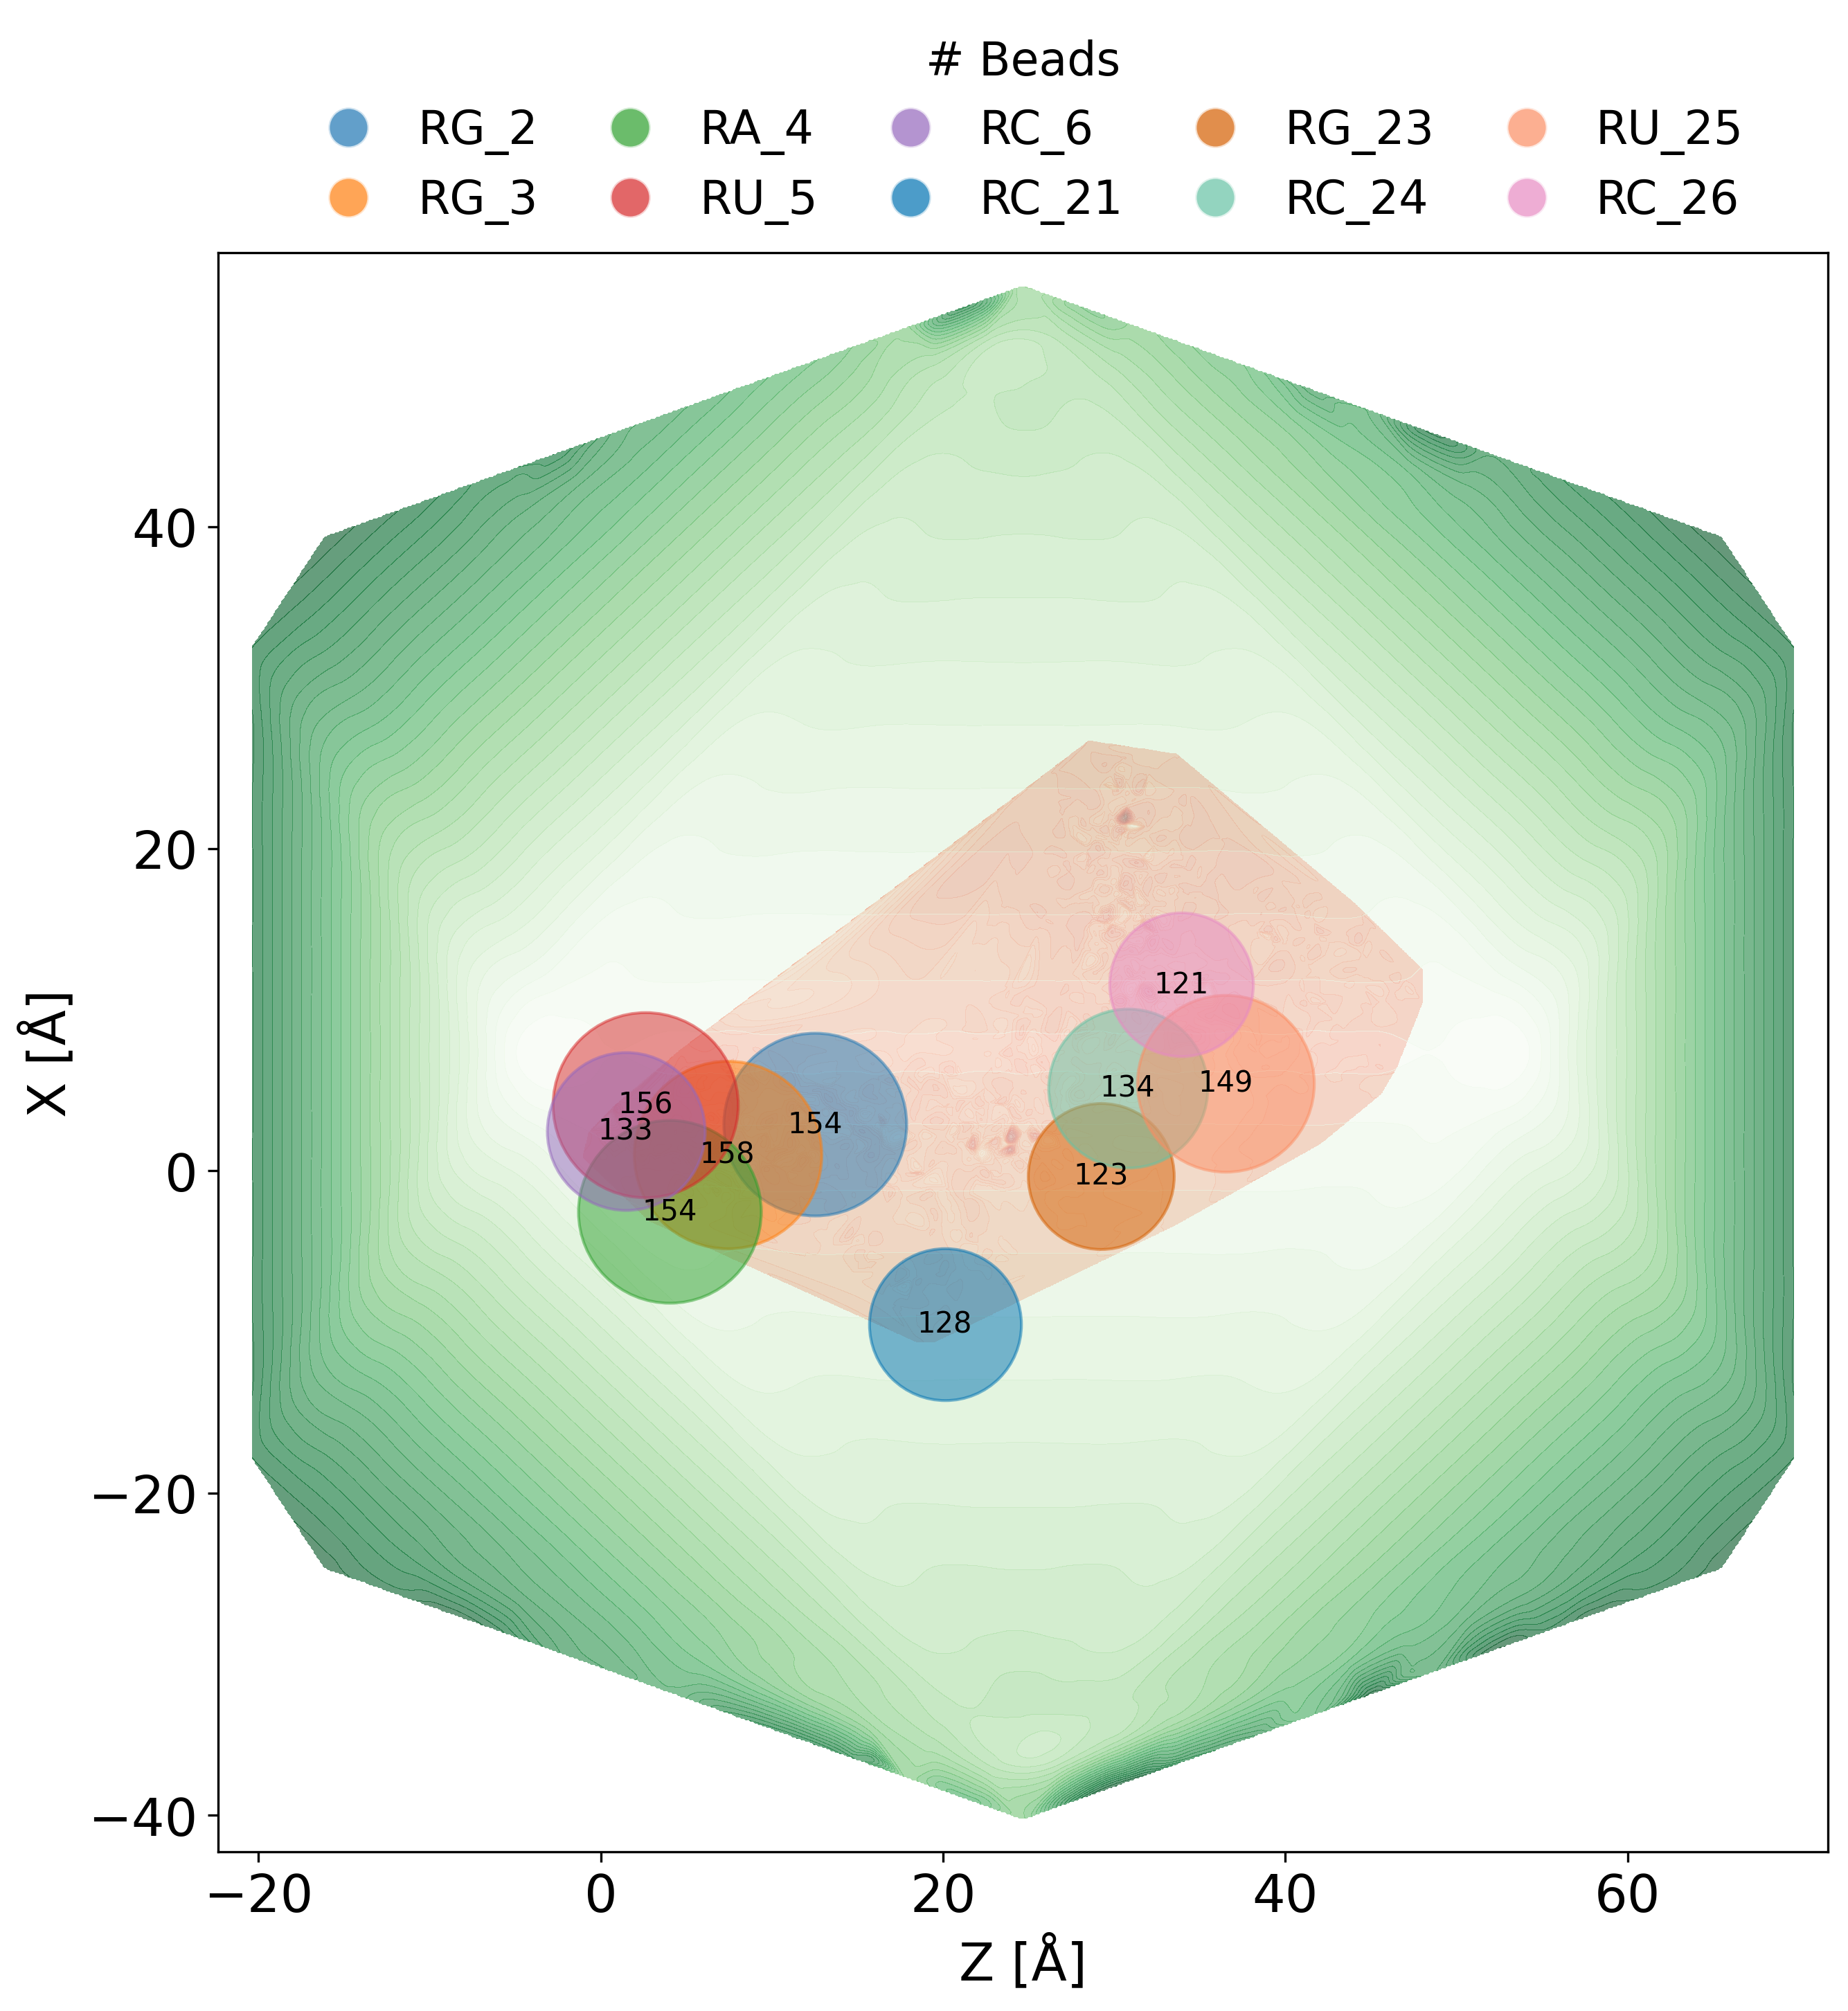 # Beads
RG_2 RA_4 RC_6 RG_23 RU_25
RG_3 RU_5 RC_21 RC_24 RC_26
40
20
0
−20
−40
X [Å]
121
149
134
156
154
133
158
123
154
128
−20 0 20 40 60
Z [Å]